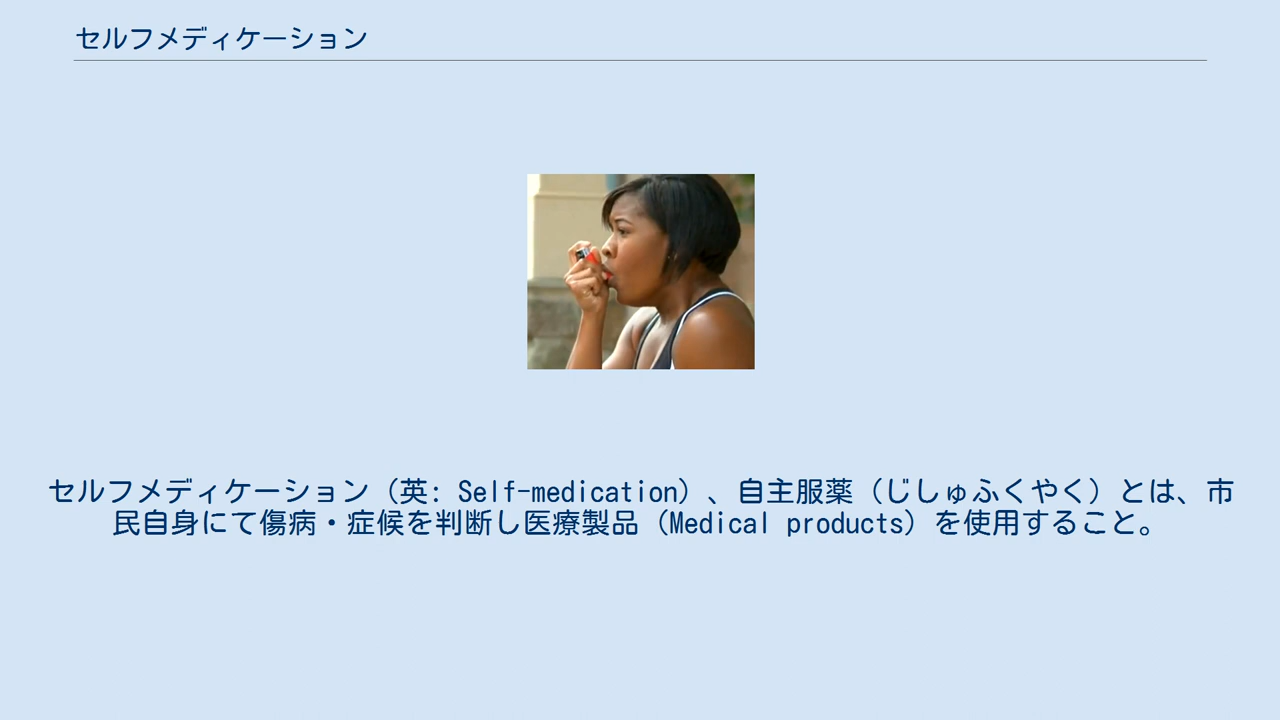 セルフメディケーション
セルフメディケーション（英: Self-medication）、自主服薬（じしゅふくやく）とは、市
民自身にて傷病・症候を判断し医療製品（Medical products）を使用すること。